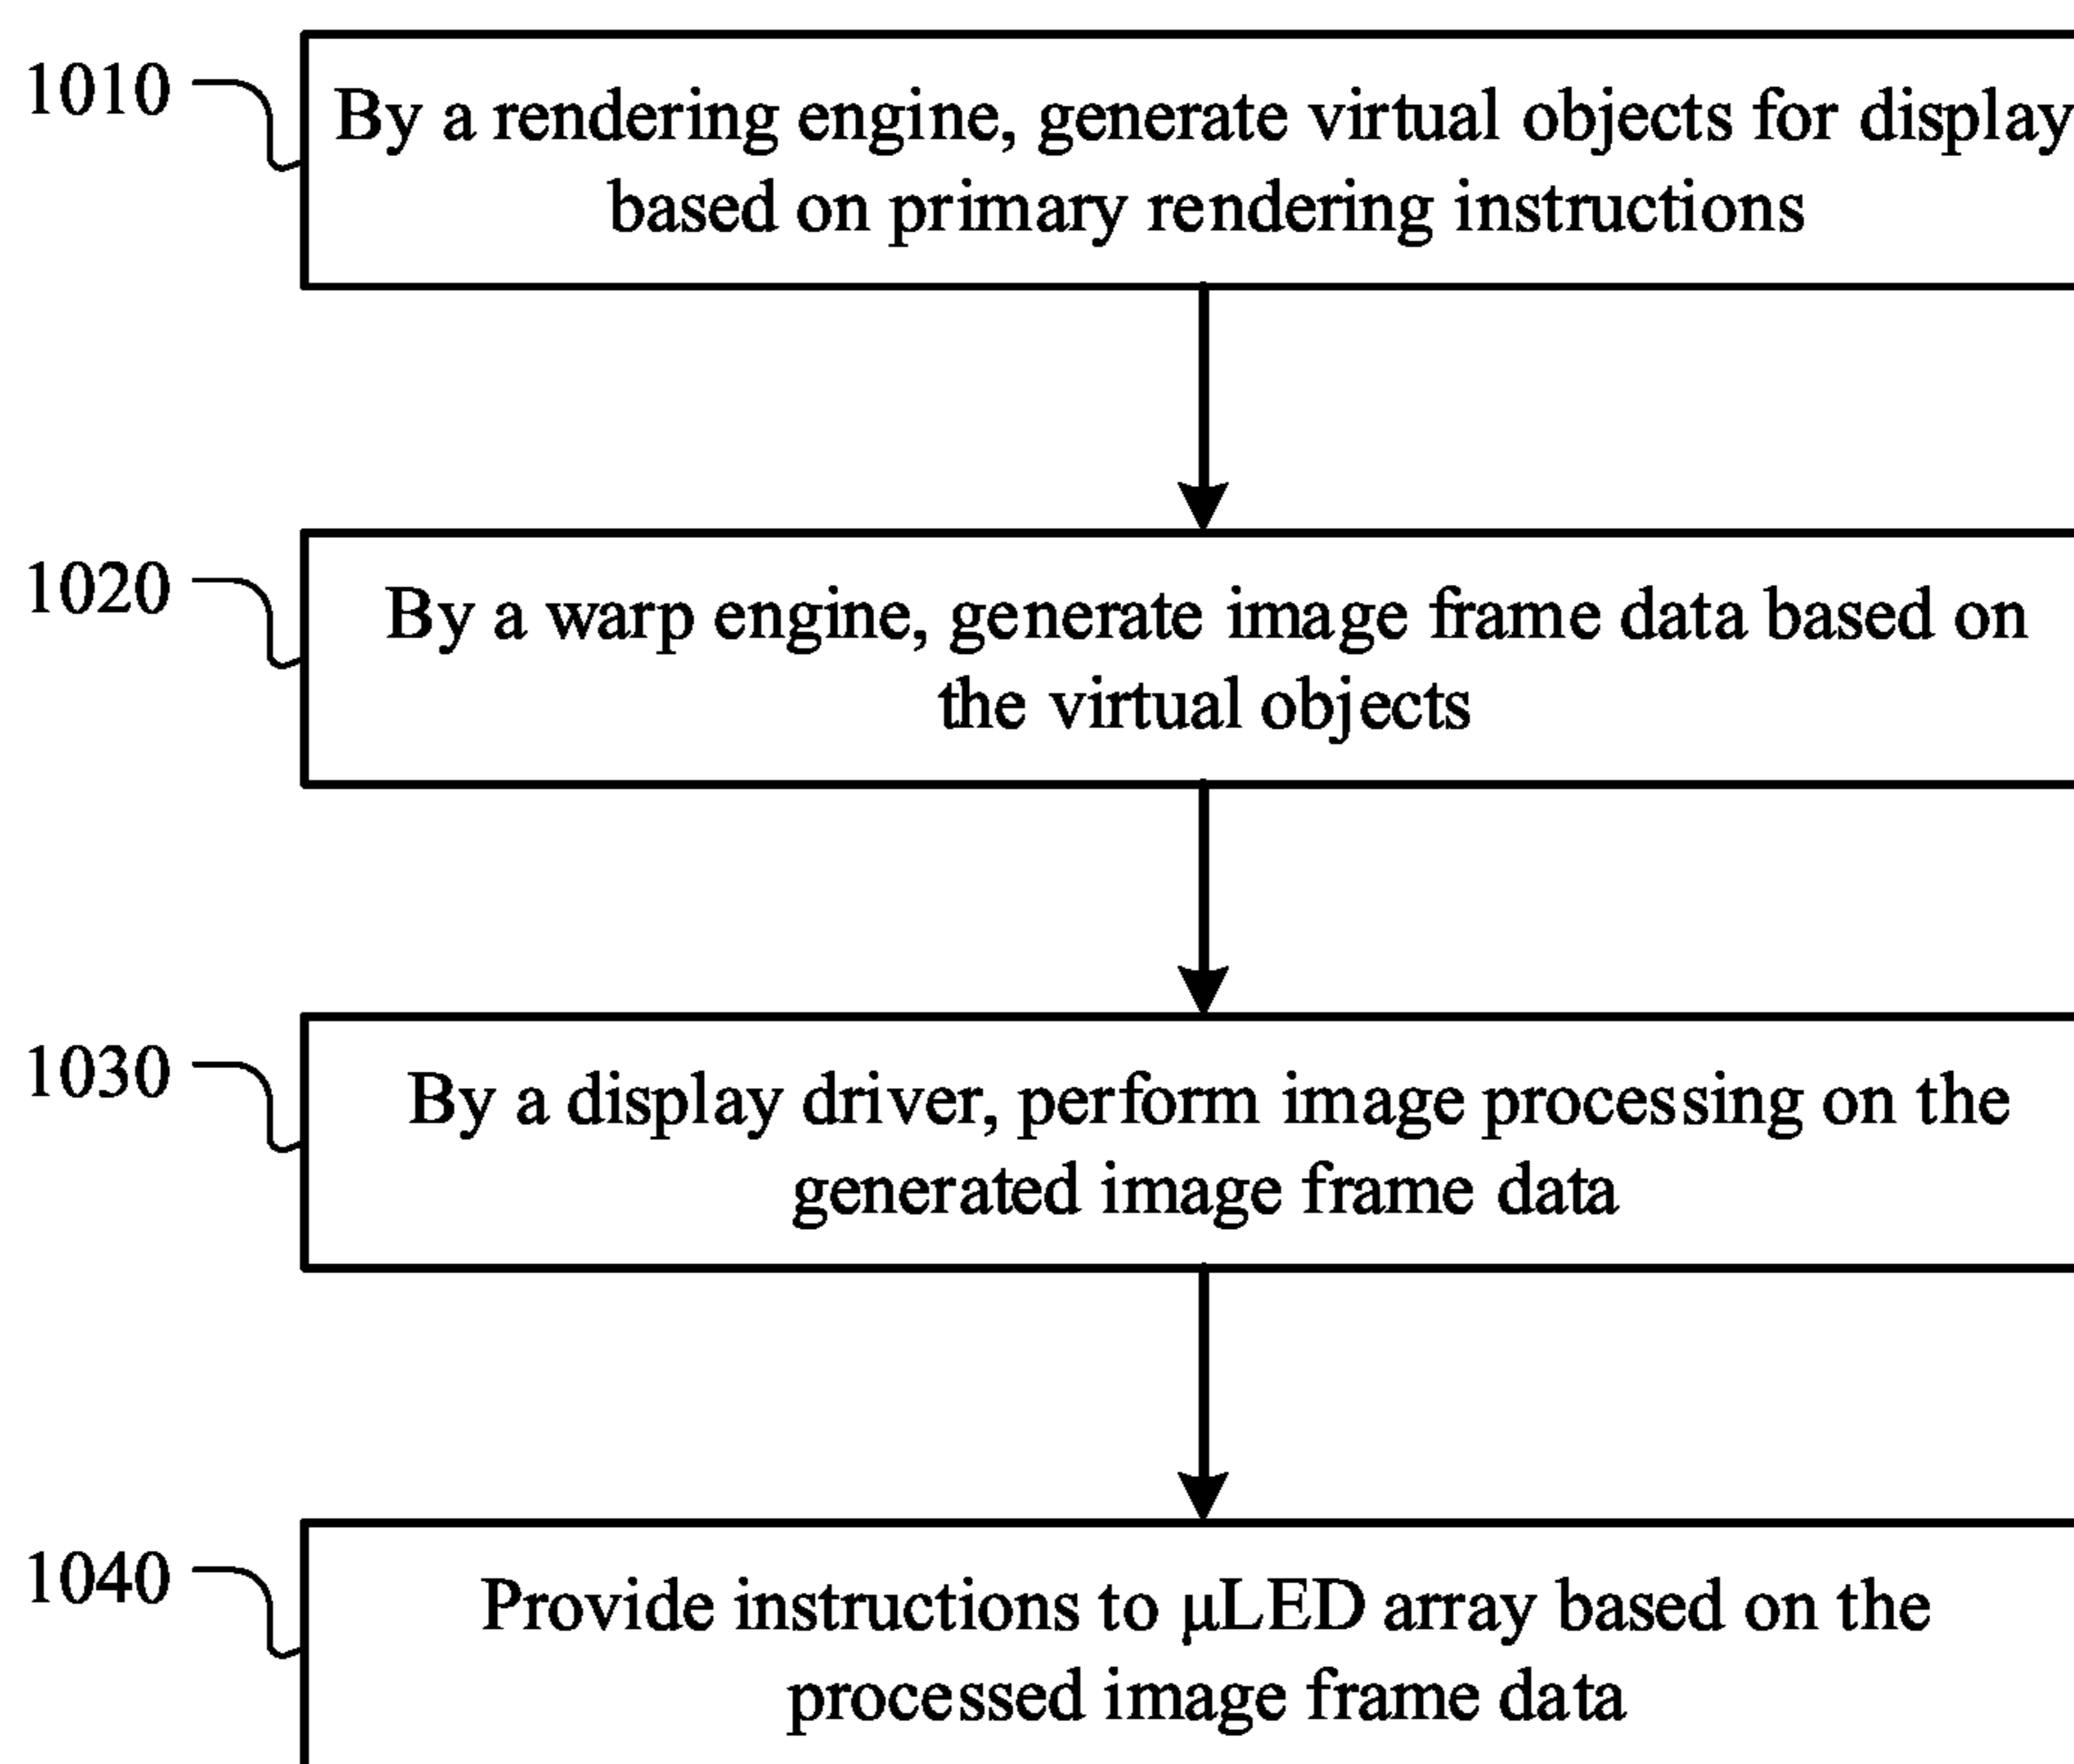 1010
By a rendering engine, generate virtual objects for display
based on primary rendering instructions
1020
By a warp engine, generate image frame data based on
the virtual objects
1030
By a display driver, perform image processing on the
generated image frame data
1040
Provide instructions to µLED array based on the
processed image frame data